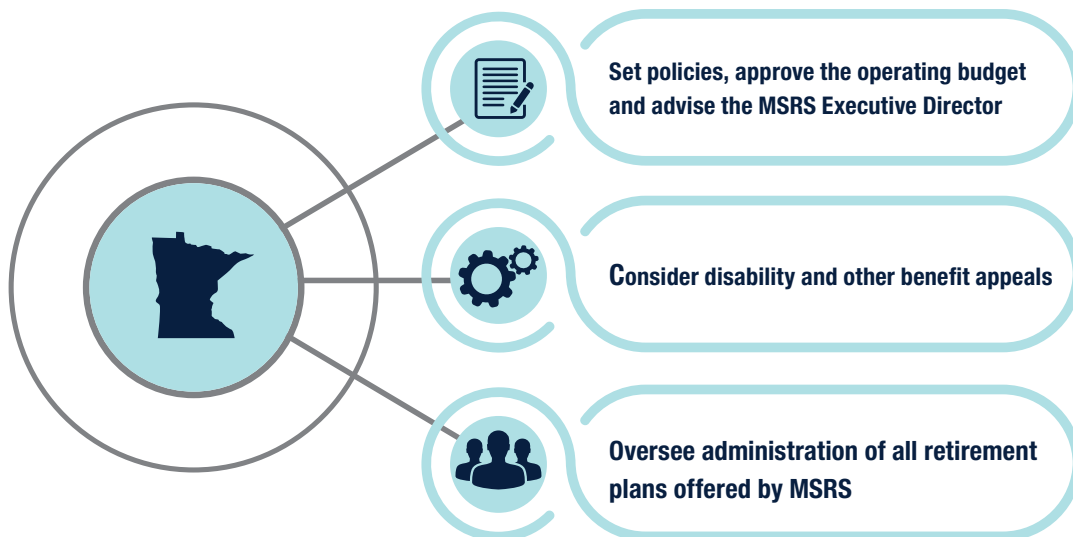 Set policies, approve the operating budget
and advise the MSRS Executive Director
Consider disability and other benefit appeals
Oversee administration of all retirement
plans offered by MSRS